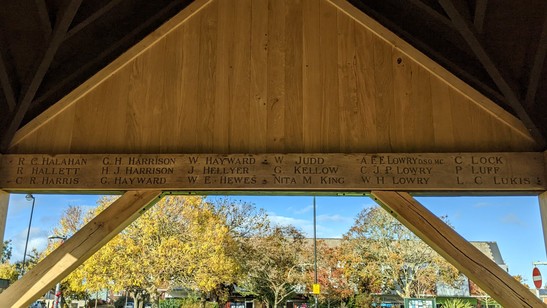 R. C. HALAHAN G. H. HARRISON W. HAYWARD W. JUDD A. E. E. LOWRY D.S.O. M.C. C. LOCK
R. HALLETT H. J. HARRISON J. HELLYER G. KELLOW C. J. P. LOWRY P. LUFF
C. R. HARRIS G. HAYWARD W. E. HEWES NITA M. KING W. H. LOWRY L. C. LUKIS